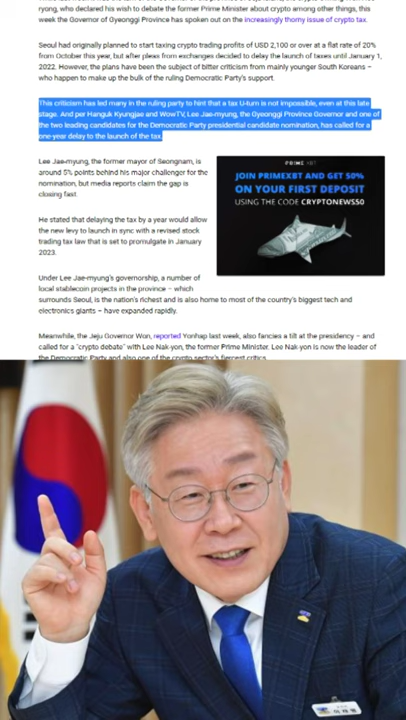 ryong, who declared his wish to debate the former Prime Minister about crypto among other things, this
week the Governor of Gyeonggi Province has spoken out on the increasingly thorny issue of crypto tax.
Seoul had originally planned to start taxing crypto trading profits of USD 2,100 or over at a flat rate of 20%
from October this year, but after pleas from exchanges decided to delay the launch of taxes until January 1,
2022. However, the plans have been the subject of bitter criticism from mainly younger South Koreans –
who happen to make up the bulk of the ruling Democratic Party's support.
This criticism has led many in the ruling party to hint that a tax U-turn is not impossible, even at this late
stage. And per Hanguk Kyungjae and WowTV, Lee Jae-myung, the Gyeonggi Province Governor and one of
the two leading candidates for the Democratic Party presidential candidate nomination, has called for a
one-year delay to the launch of the tax.
Lee Jae-myung, the former mayor of Seongnam, is
around 5% points behind his major challenger for the
nomination, but media reports claim the gap is
closing fast.
PRIME XBT
JOIN PRIMEXBT AND GET 50%
ON YOUR FIRST DEPOSIT
USING THE CODE CRYPTONEWS50
He stated that delaying the tax by a year would allow
the new levy to launch in sync with a revised stock
trading tax law that is set to promulgate in January
2023.
Under Lee Jae-myung's governorship, a number of
local stablecoin projects in the province – which
surrounds Seoul, is the nation's richest and is also home to most of the country's biggest tech and
electronics giants – have expanded rapidly.
Meanwhile, the Jeju Governor Won, reported Yonhap last week, also fancies a tilt at the presidency – and
called for a "crypto debate" with Lee Nak-yon, the former Prime Minister. Lee Nak-yon is now the leader of
the Democratic Party and also one of the crypto sector's fiercest critics.